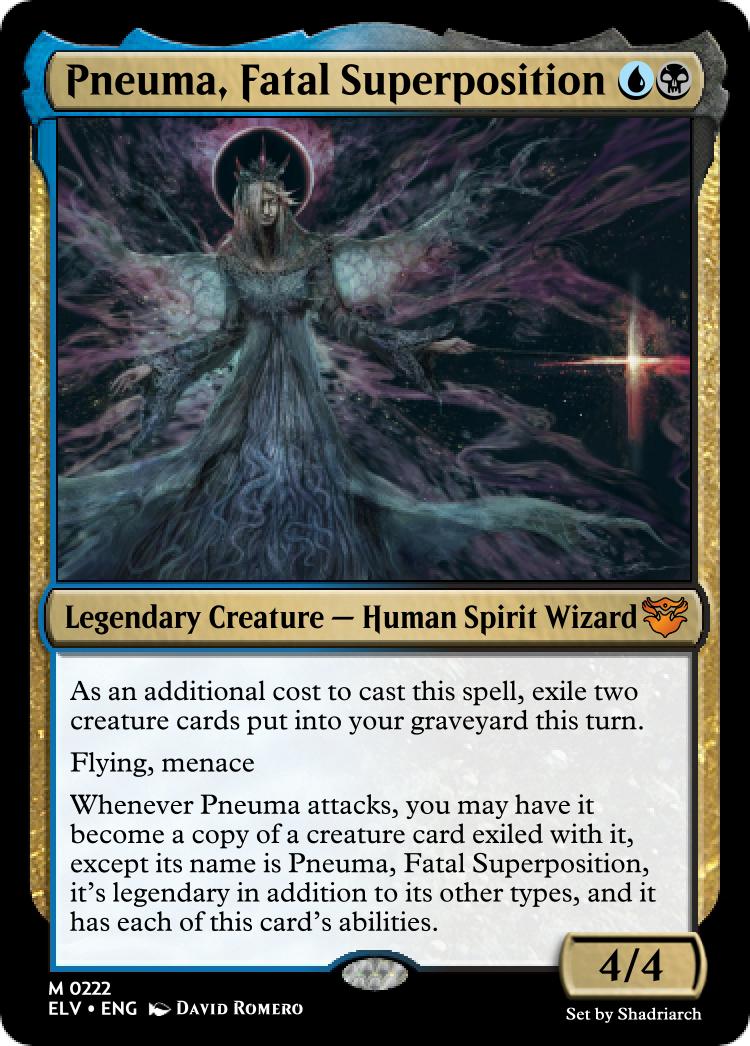 Pneuma, Fatal Superposition
Legendary Creature — Human Spirit Wizard
As an additional cost to cast this spell, exile two
creature cards put into your graveyard this turn.
Flying, menace
Whenever Pneuma attacks, you may have it
become a copy of a creature card exiled with it,
except its name is Pneuma, Fatal Superposition,
it's legendary in addition to its other types, and it
has each of this card's abilities.
4/4
M 0222
ELV • ENG David Romero
Set by Shadriarch